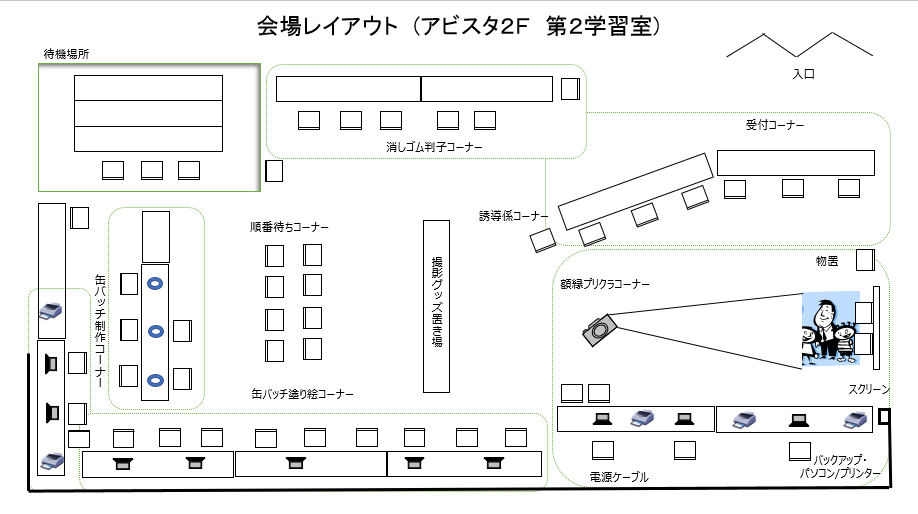 会場レイアウト （アビスタ２Ｆ　第２学習室）
待機場所
入口
消しゴム判子コーナー
受付コーナー
誘導係コーナー
順番待ちコーナー
缶バッチ制作コーナー
撮影グッズ置き場
物置
額縁プリクラコーナー
スクリーン
缶バッチ塗り絵コーナー
電源ケーブル
バックアップ・
パソコン/プリンター